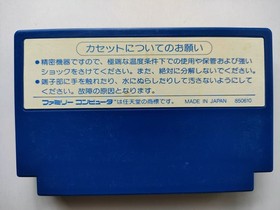 カセットについてのお願い
●精密機器ですので、極端な温度条件下での使用や保管および強い
ショックをさけてください。また、絶対に分解しないでください。
●端子部に手を触れたり、水にぬらしたりして汚さないようにして
ください。故障の原因となります。
ファミリーコンピュータ®は任天堂の商標です。
MADE IN JAPAN 850610